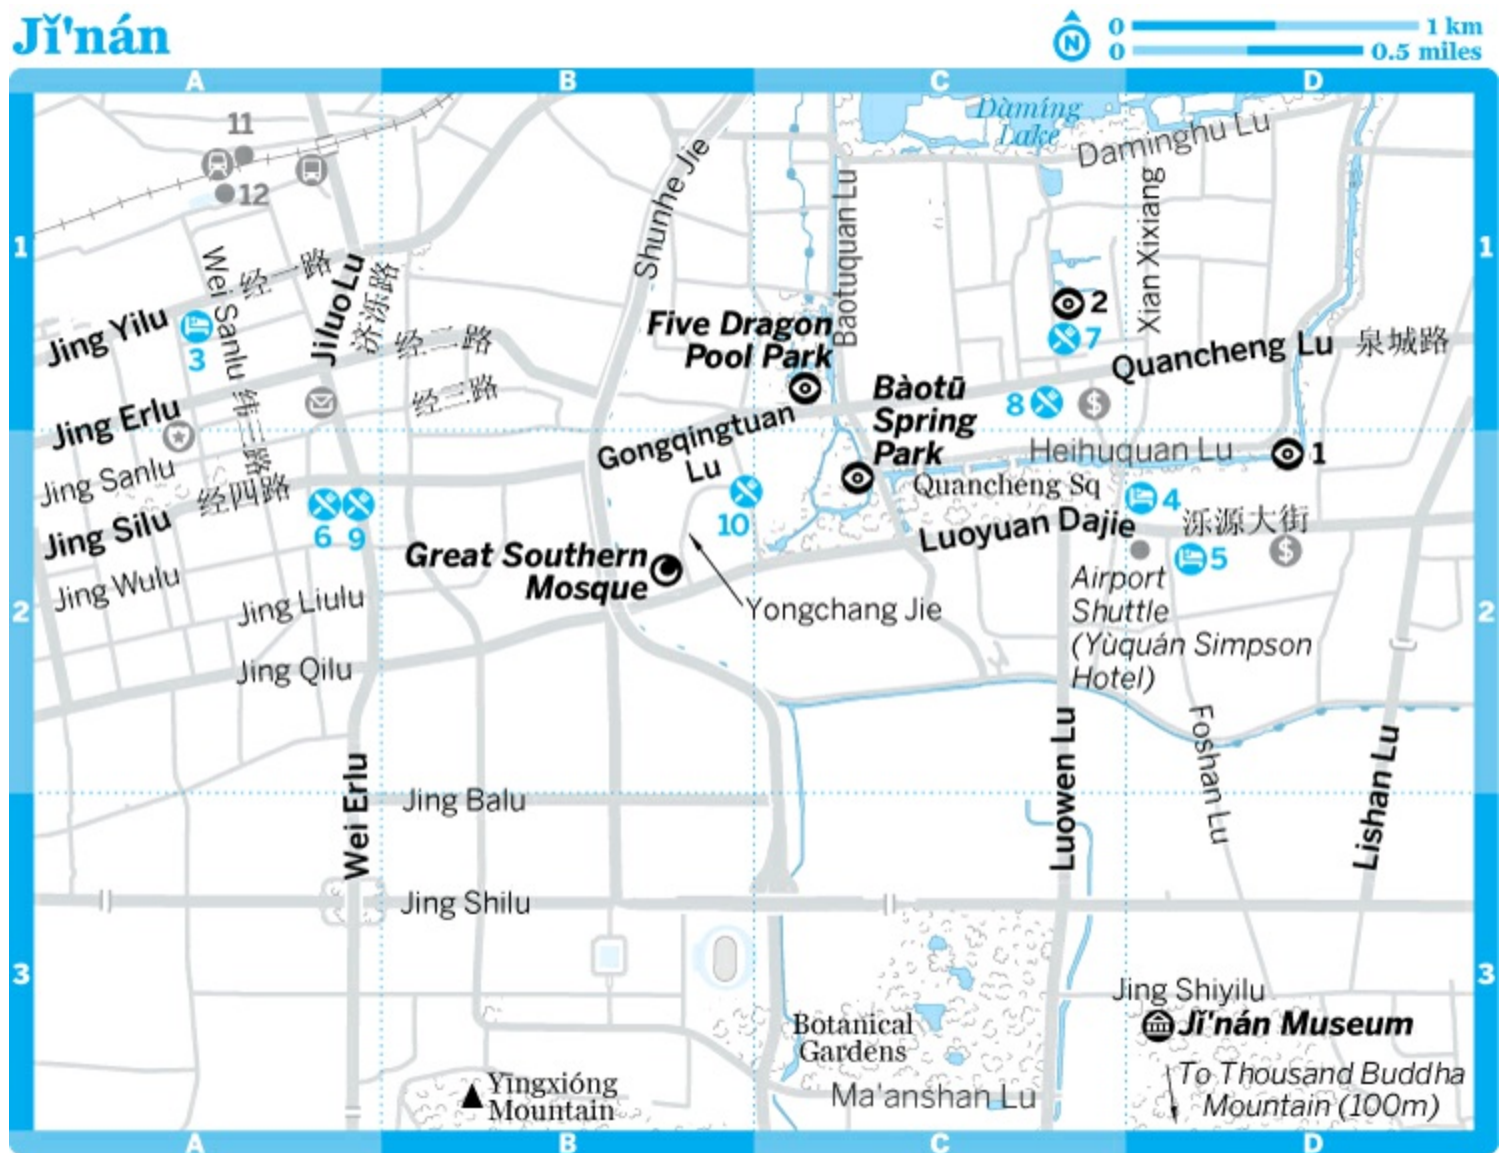 Jǐ'nán
0 1 km
0 0.5 miles
N
A B C D
11
12
Dàmíng
Lake
Daminghu Lu
1
1
Shunhe Jie
Baotuquan Lu
Xian Xixiang
Wei Sanlu
经一路
Jiluo Lu
济泺路
Jing Yilu
3
经二路
Five Dragon
Pool Park
2
7
Quancheng Lu
泉城路
Jing Erlu
纬三路
经三路
Bàotū
Spring
Park
8
$
Gongqingtuan
Lu
Heihuquan Lu
1
Jing Sanlu
经四路
Quancheng Sq
4
10
Jing Silu
6
9
Luoyuan Dajie
泺源大街
5
$
Great Southern
Mosque
Jing Wulu
Jing Liulu
Yongchang Jie
Airport
Shuttle
(Yùquán Simpson
Hotel)
2
2
Jing Qilu
Wei Erlu
Jing Balu
Luowen Lu
Foshan Lu
Lishan Lu
Jing Shilu
3
3
Jing Shiyilu
Jǐ'nán Museum
Botanical
Gardens
Yīngxióng
Mountain
Ma'anshan Lu
To Thousand Buddha
Mountain (100m)
A B C D